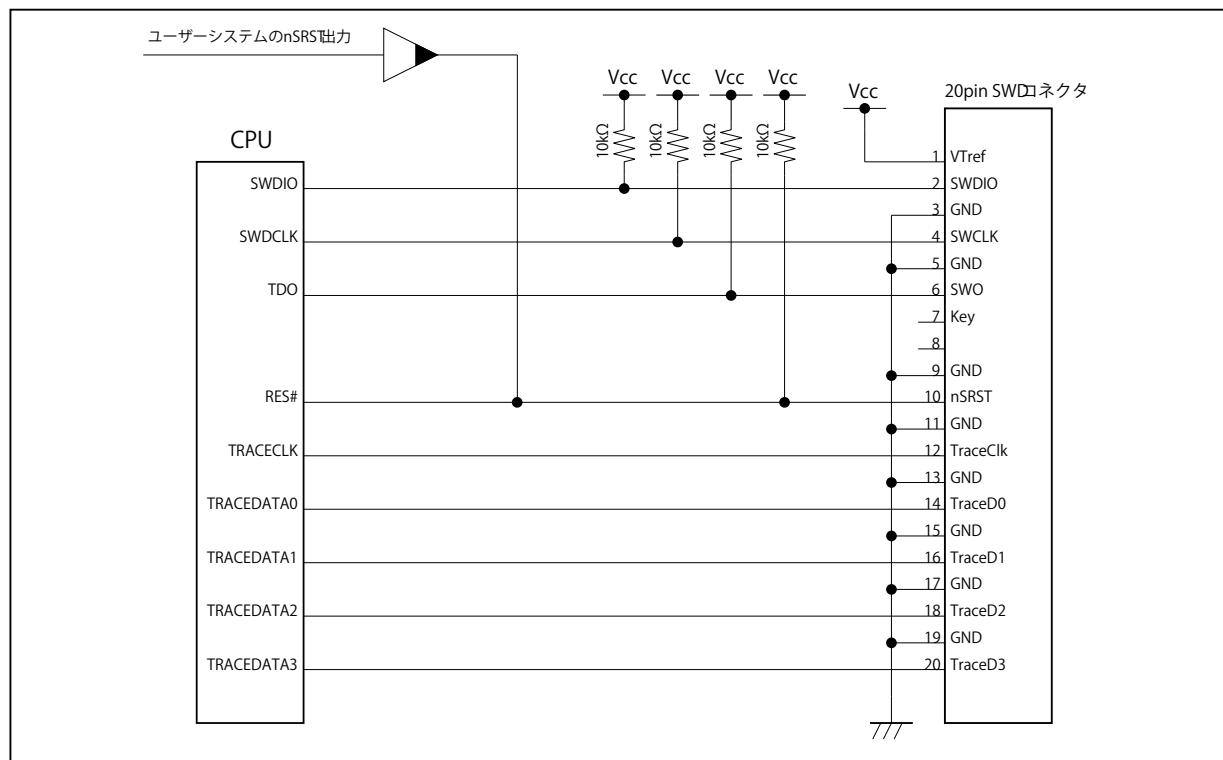 ユーザーシステムのnSRST出力
Vcc
Vcc
Vcc
Vcc
Vcc
20pin SWDコネクタ
10kΩ
10kΩ
10kΩ
10kΩ
CPU
1 VTref
SWDIO
2 SWDIO
3 GND
SWDCLK
4 SWCLK
5 GND
TDO
6 SWO
7 Key
8
9 GND
RES#
10 nSRST
11 GND
TRACECLK
12 TraceClk
13 GND
TRACEDATA0
14 TraceD0
15 GND
TRACEDATA1
16 TraceD1
17 GND
TRACEDATA2
18 TraceD2
19 GND
TRACEDATA3
20 TraceD3